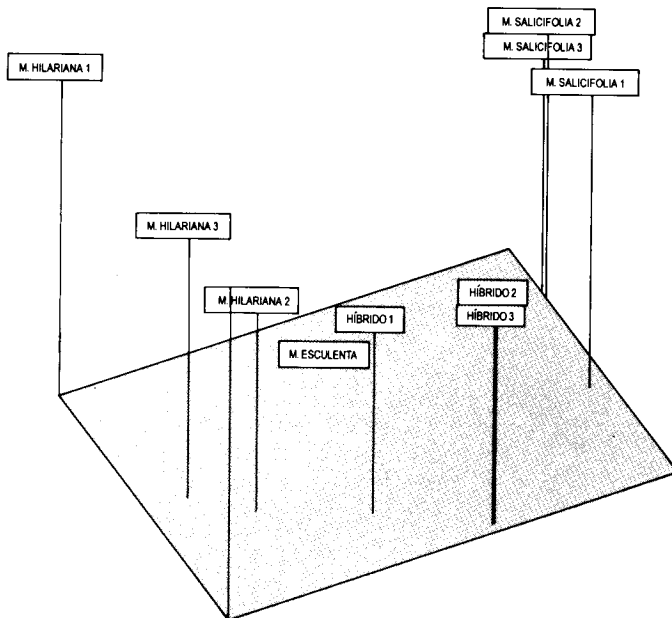 M. SALICIFOLIA 2
M. SALICIFOLIA 3
M. HILARIANA 1
M. SALICIFOLIA 1
M. HILARIANA 3
M. HILARIANA 2
HÍBRIDO 2
HÍBRIDO 1
HÍBRIDO 3
M. ESCULENTA